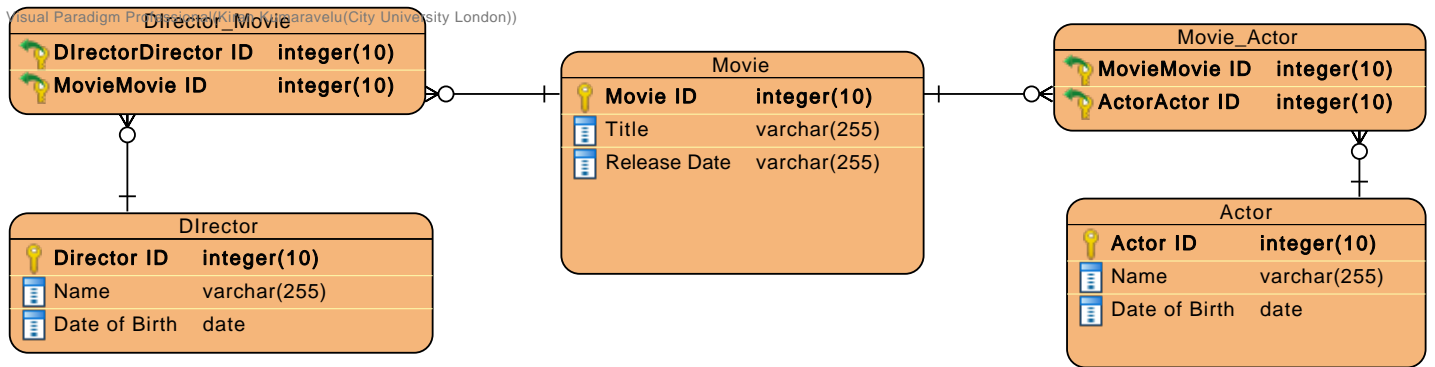 Visual Paradigm Professional(Kiran Kumaravelu(City University London))
DIrector_Movie
DIrectorDirector ID integer(10)
MovieMovie ID integer(10)
Movie
Movie ID integer(10)
Title varchar(255)
Release Date varchar(255)
Movie_Actor
MovieMovie ID integer(10)
ActorActor ID integer(10)
DIrector
Director ID integer(10)
Name varchar(255)
Date of Birth date
Actor
Actor ID integer(10)
Name varchar(255)
Date of Birth date